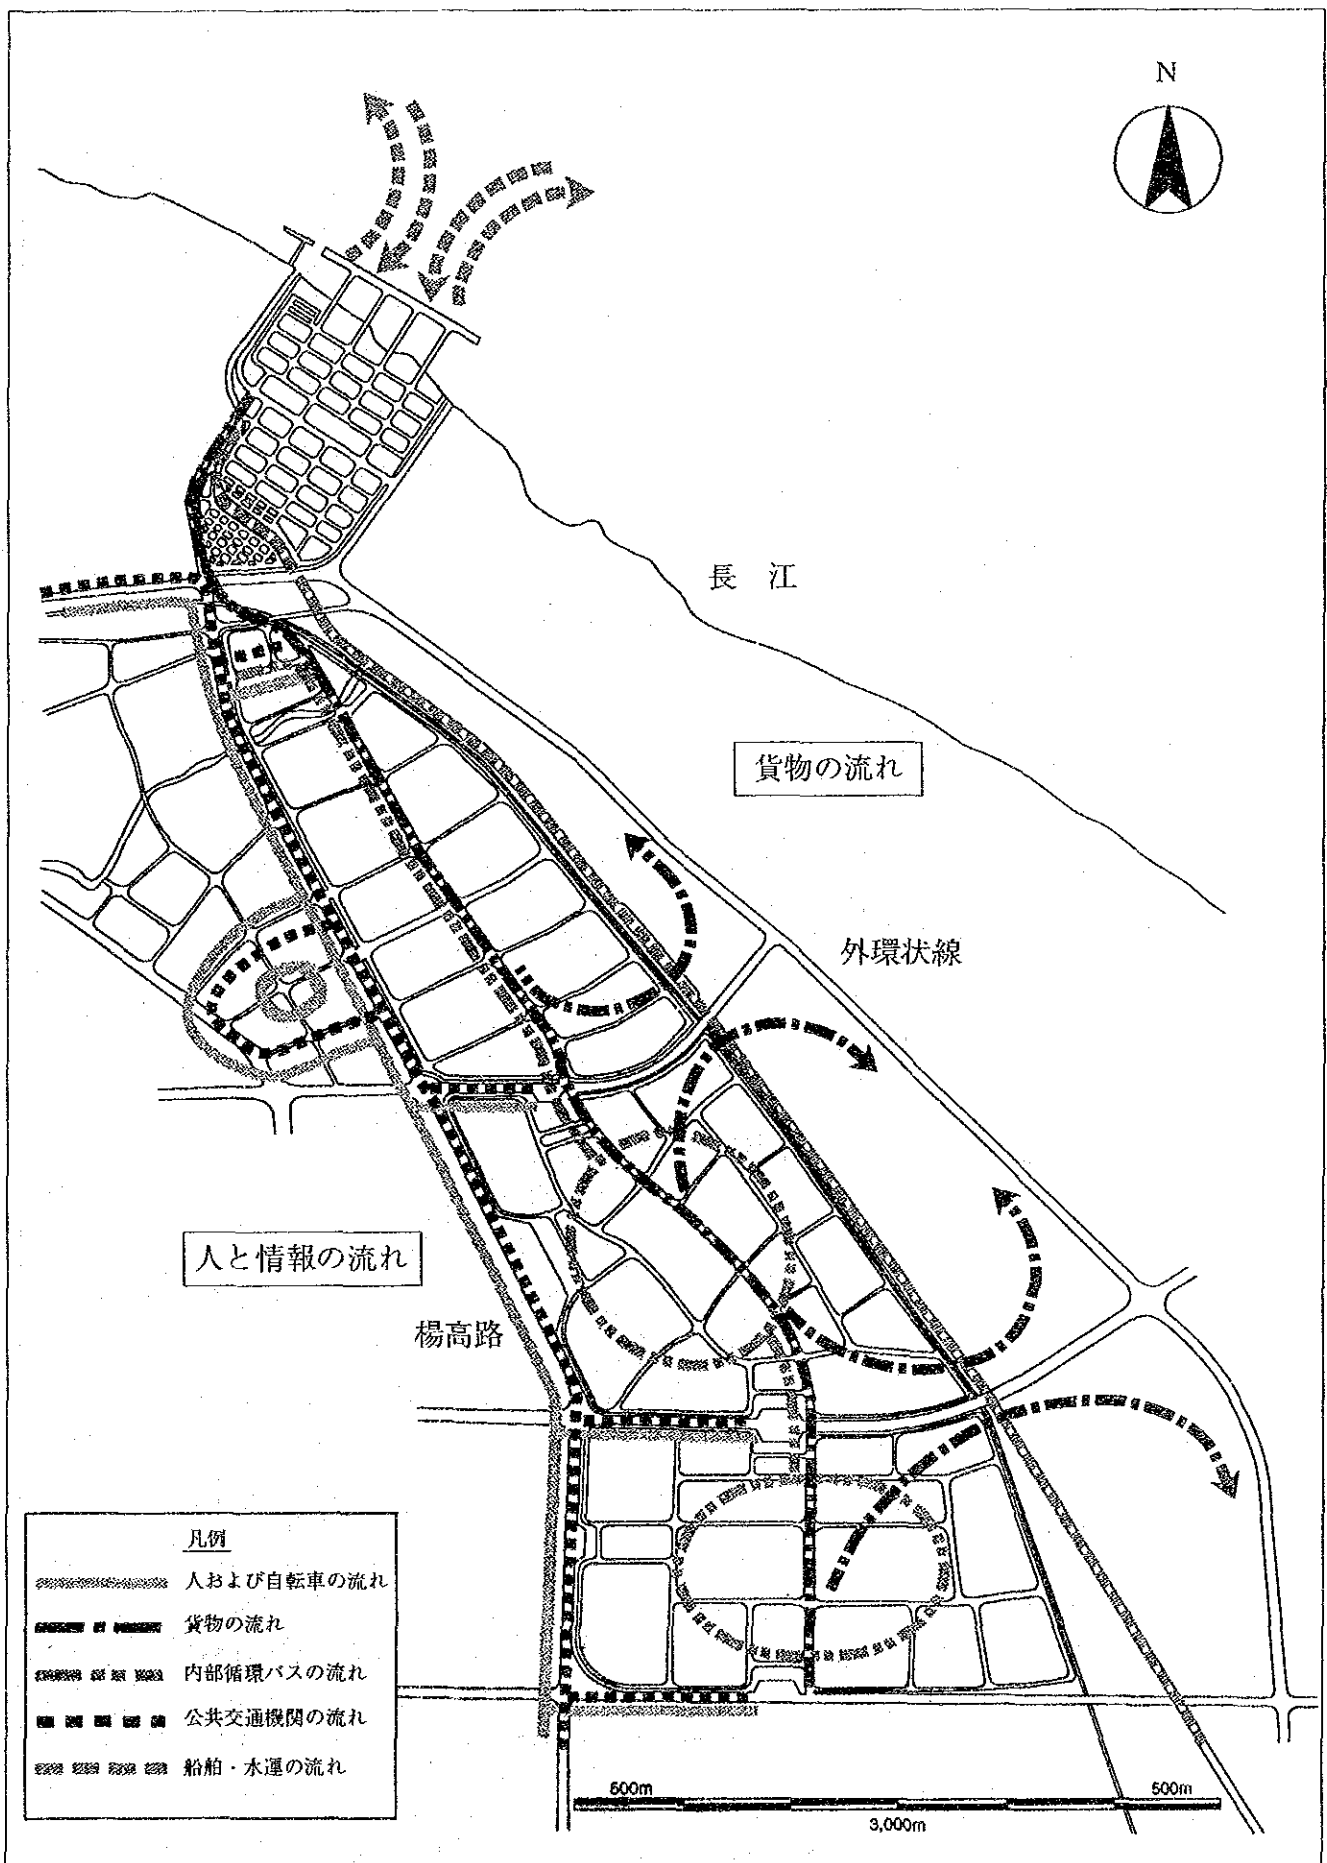 N
長 江
貨物の流れ
外環状線
人と情報の流れ
楊高路
凡例
人および自転車の流れ
貨物の流れ
内部循環バスの流れ
公共交通機関の流れ
船舶・水運の流れ
500m
500m
3,000m